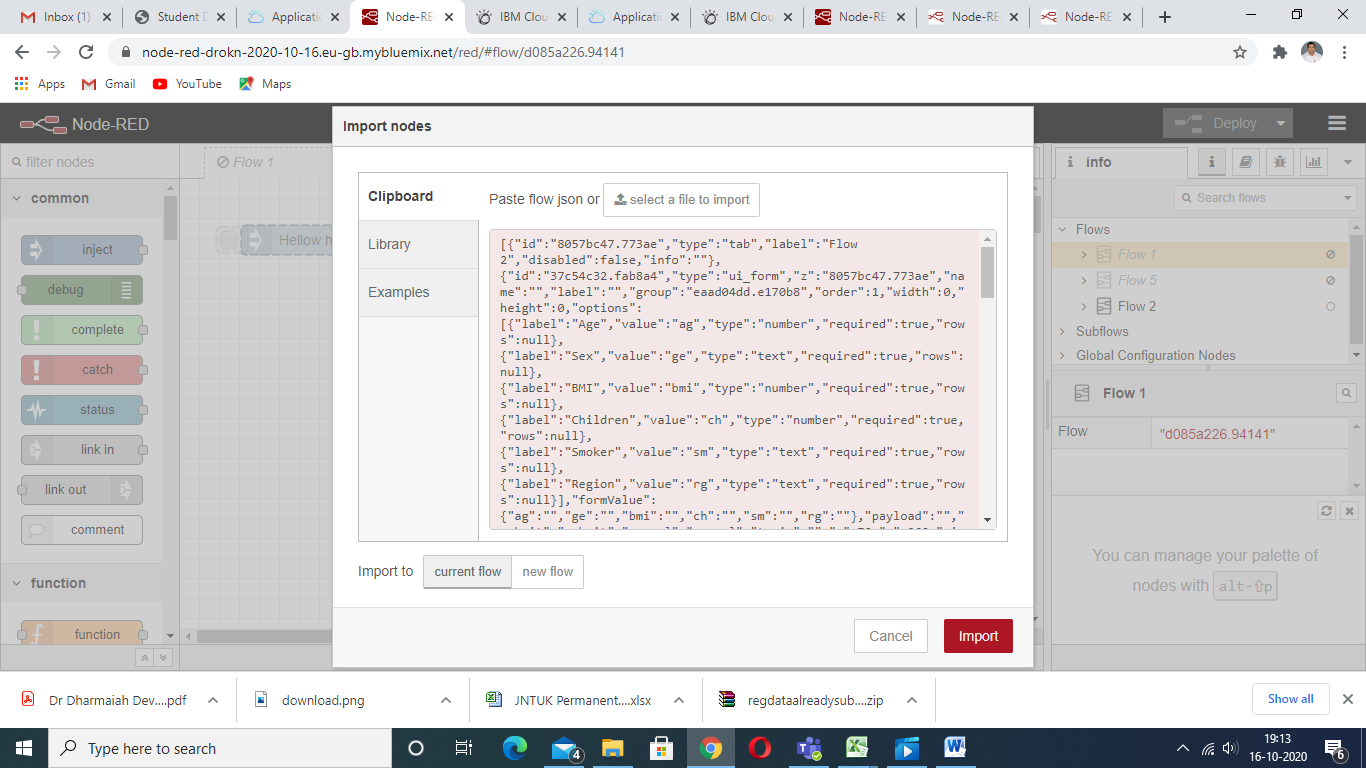 Inbox (1)
Student D
Applicatic
Node-RE
IBM Clou
Applicati
IBM Clou
Node-RE
Node-RE
Node-RE
node-red-drokn-2020-10-16.eu-gb.mybluemix.net/red/#flow/d085a226.94141
Apps
Gmail
YouTube
Maps
Node-RED
Deploy
filter nodes
common
inject
debug
complete
catch
status
link in
link out
comment
function
function
Flow 1
Hellow h
Import nodes
Clipboard
Library
Examples
Paste flow json or
select a file to import
[{"id":"8057bc47.773ae","type":"tab","label":"Flow
2","disabled":false,"info":""},
{"id":"37c54c32.fab8a4","type":"ui_form","z":"8057bc47.773ae","na
me":"","label":"","group":"eaad04dd.e170b8","order":1,"width":0,"
height":0,"options":
[{"label":"Age","value":"ag","type":"number","required":true,"row
s":null},
{"label":"Sex","value":"ge","type":"text","required":true,"rows":
null},
{"label":"BMI","value":"bmi","type":"number","required":true,"row
s":null},
{"label":"Children","value":"ch","type":"number","required":true,
"rows":null},
{"label":"Smoker","value":"sm","type":"text","required":true,"row
s":null},
{"label":"Region","value":"rg","type":"text","required":true,"row
s":null}],"formValue":
{"ag":"","ge":"","bmi":"","ch":"","sm":"","rg":""},"payload":"","
Import to
current flow
new flow
Cancel
Import
info
Search flows
Flows
Flow 1
Flow 5
Flow 2
Subflows
Global Configuration Nodes
Flow 1
Flow
"d085a226.94141"
You can manage your palette of
nodes with alt-⇧p
Dr Dharmaiah Dev....pdf
download.png
JNTUK Permanent....xlsx
regdataalreadysub....zip
Show all
Type here to search
4
19:13
16-10-2020
6